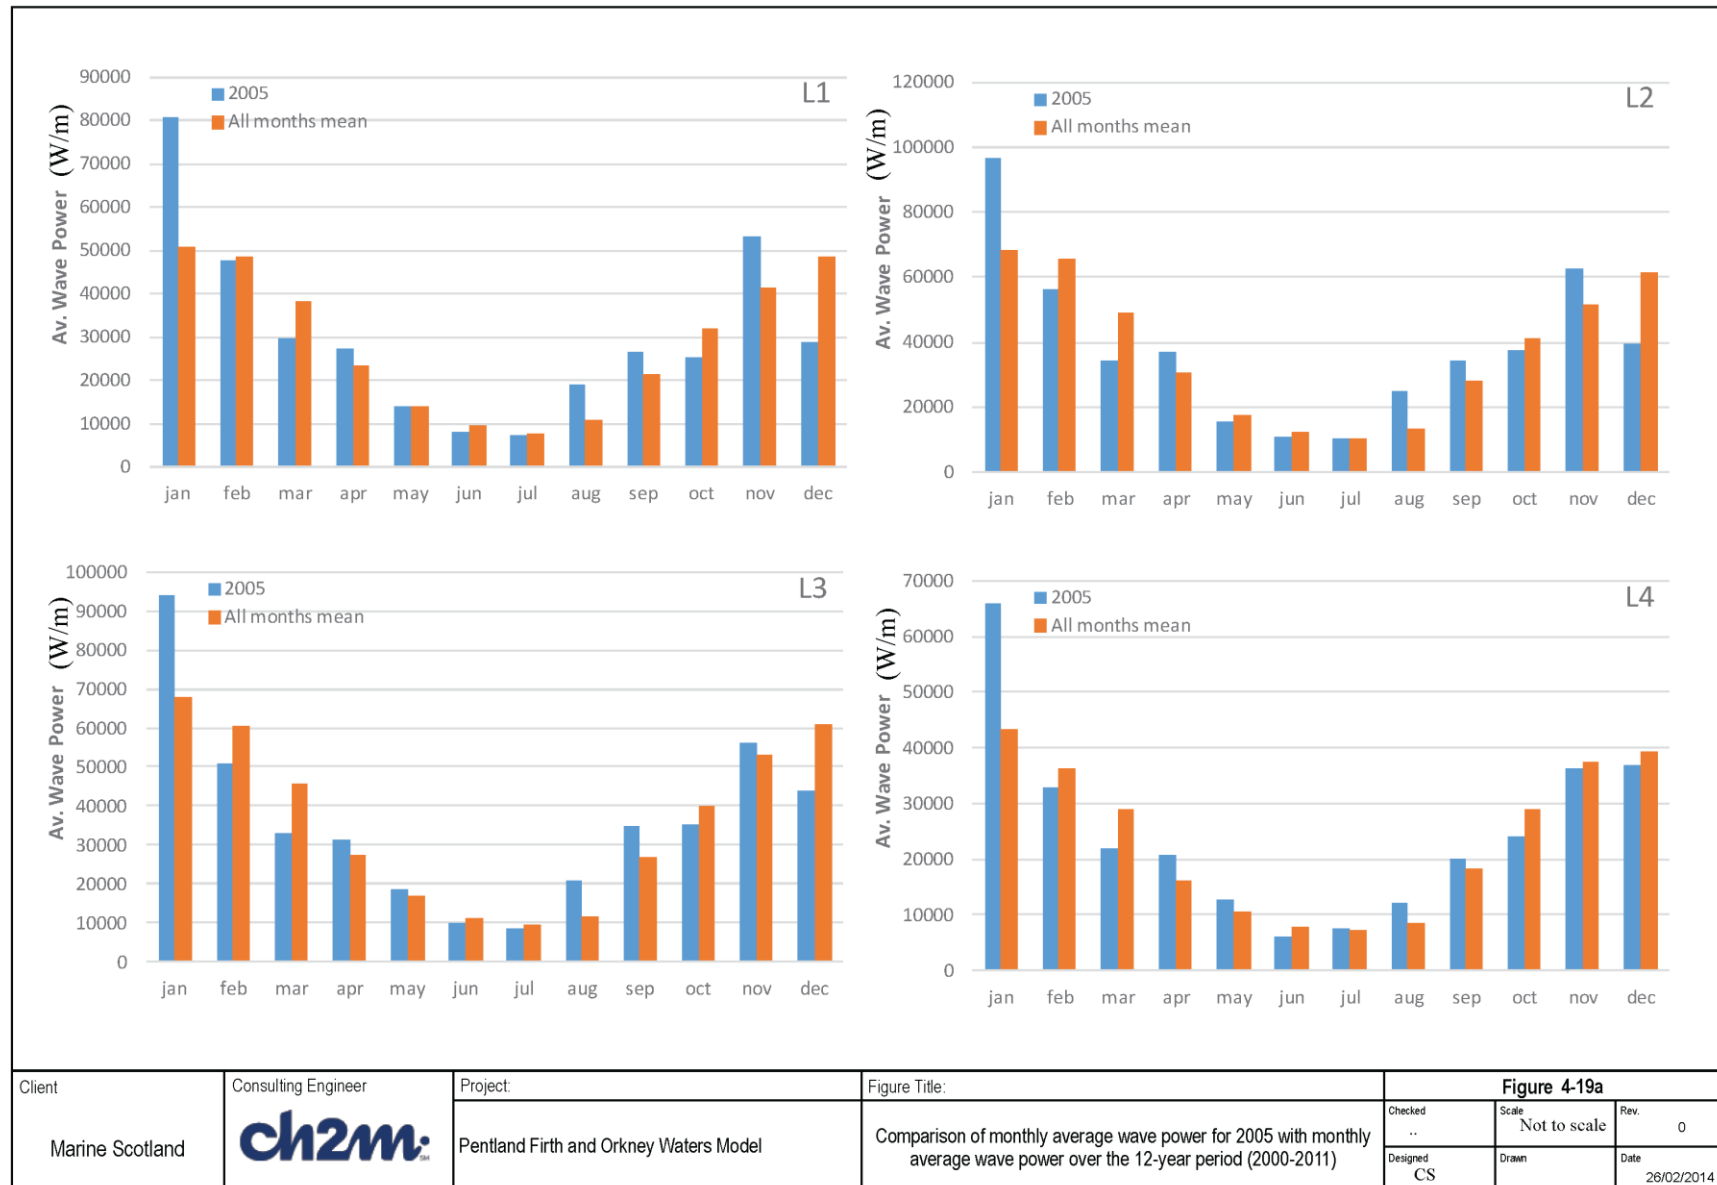 90000
80000
70000
60000
50000
40000
30000
20000
10000
0
Av. Wave Power (W/m)
2005
All months mean
L1
jan feb mar apr may jun jul aug sep oct nov dec
120000
100000
80000
60000
40000
20000
0
Av. Wave Power (W/m)
2005
All months mean
L2
jan feb mar apr may jun jul aug sep oct nov dec
100000
90000
80000
70000
60000
50000
40000
30000
20000
10000
0
Av. Wave Power (W/m)
2005
All months mean
L3
jan feb mar apr may jun jul aug sep oct nov dec
70000
60000
50000
40000
30000
20000
10000
0
Av. Wave Power (W/m)
2005
All months mean
L4
jan feb mar apr may jun jul aug sep oct nov dec
Client
Marine Scotland
Consulting Engineer
ch2m:
SM
Project:
Pentland Firth and Orkney Waters Model
Figure Title:
Comparison of monthly average wave power for 2005 with monthly
average wave power over the 12-year period (2000-2011)
Figure 4-19a
Checked
..
Scale
Not to scale
Rev.
0
Designed
CS
Drawn
Date
26/02/2014